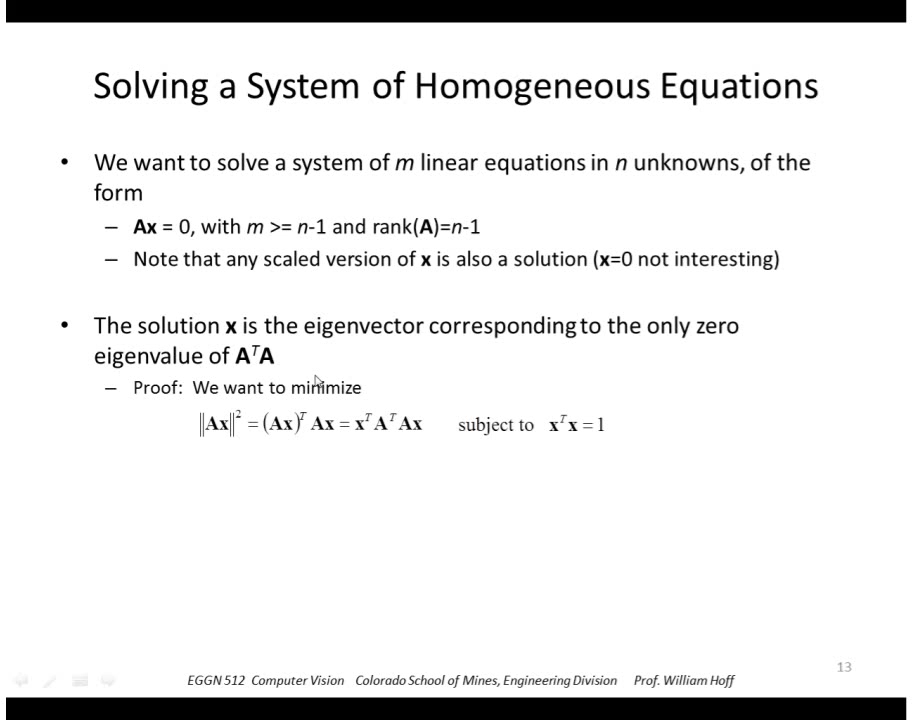 Solving a System of Homogeneous Equations
• We want to solve a system of m linear equations in n unknowns, of the
form
– Ax = 0, with m >= n-1 and rank(A)=n-1
– Note that any scaled version of x is also a solution (x=0 not interesting)
• The solution x is the eigenvector corresponding to the only zero
eigenvalue of AᵀA
– Proof: We want to minimize
‖Ax‖² = (Ax)ᵀ Ax = xᵀ Aᵀ Ax subject to xᵀx = 1
13
EGGN 512 Computer Vision Colorado School of Mines, Engineering Division Prof. William Hoff